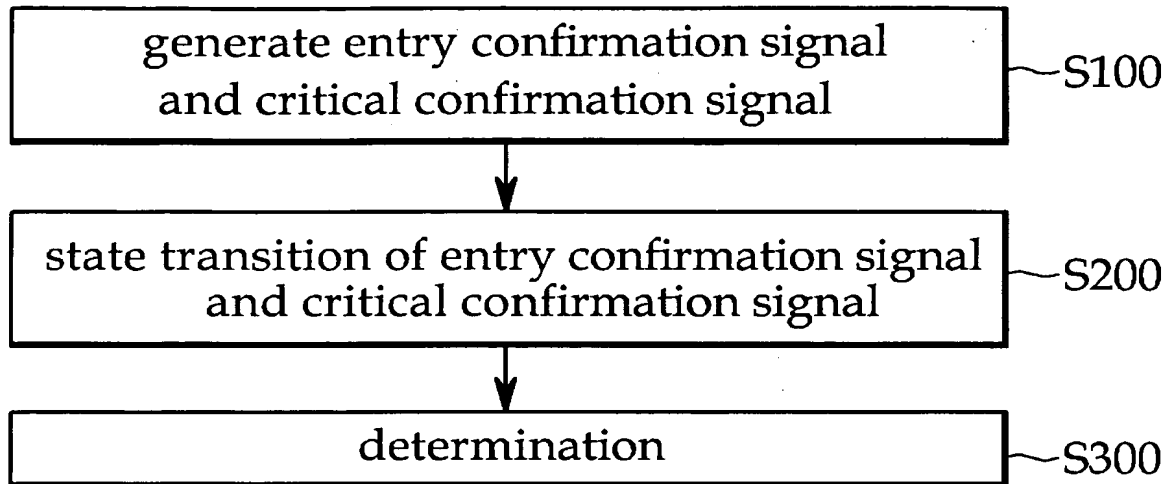 generate entry confirmation signal
and critical confirmation signal
S100
state transition of entry confirmation signal
and critical confirmation signal
S200
determination
S300